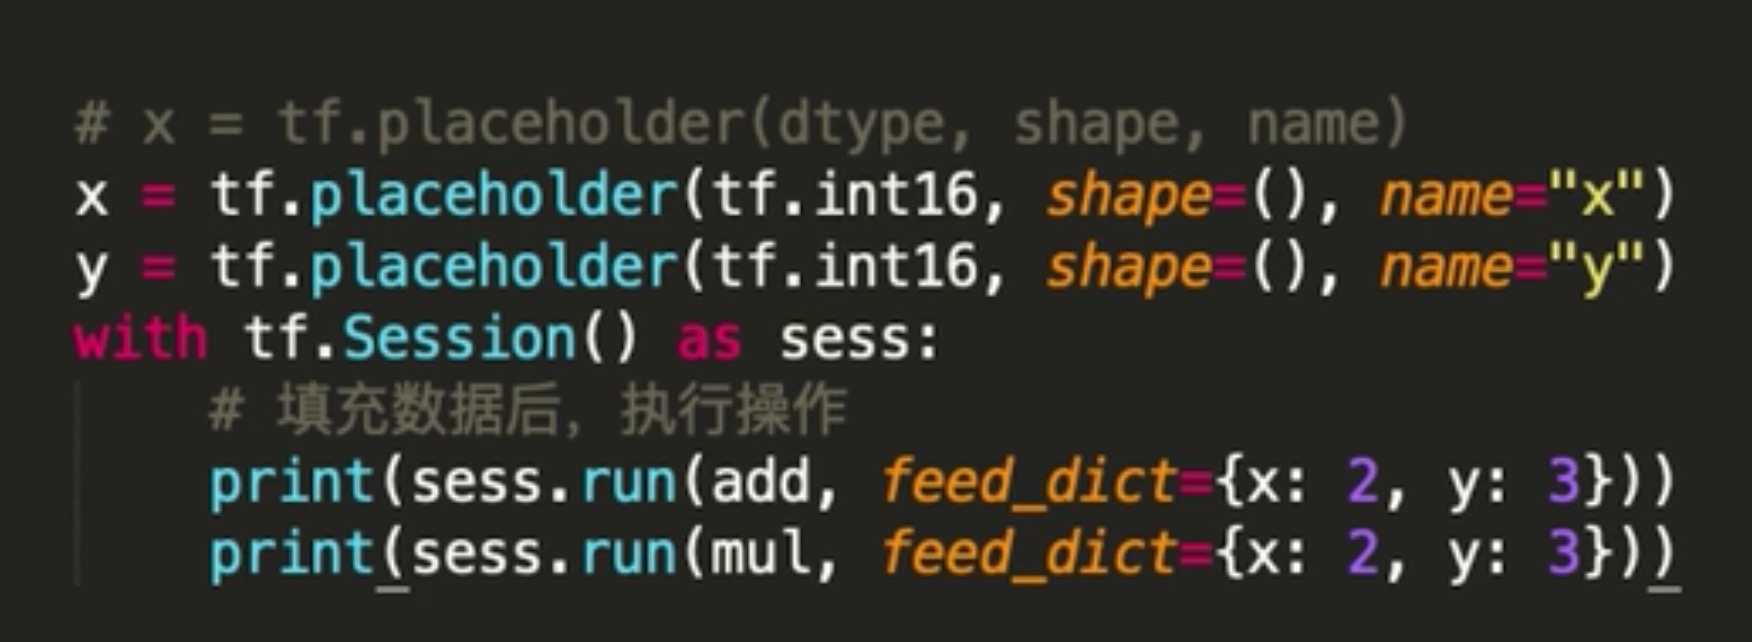 # x = tf.placeholder(dtype, shape, name)
x = tf.placeholder(tf.int16, shape=(), name="x")
y = tf.placeholder(tf.int16, shape=(), name="y")
with tf.Session() as sess:
    # 填充数据后，执行操作
    print(sess.run(add, feed_dict={x: 2, y: 3}))
    print(sess.run(mul, feed_dict={x: 2, y: 3}))